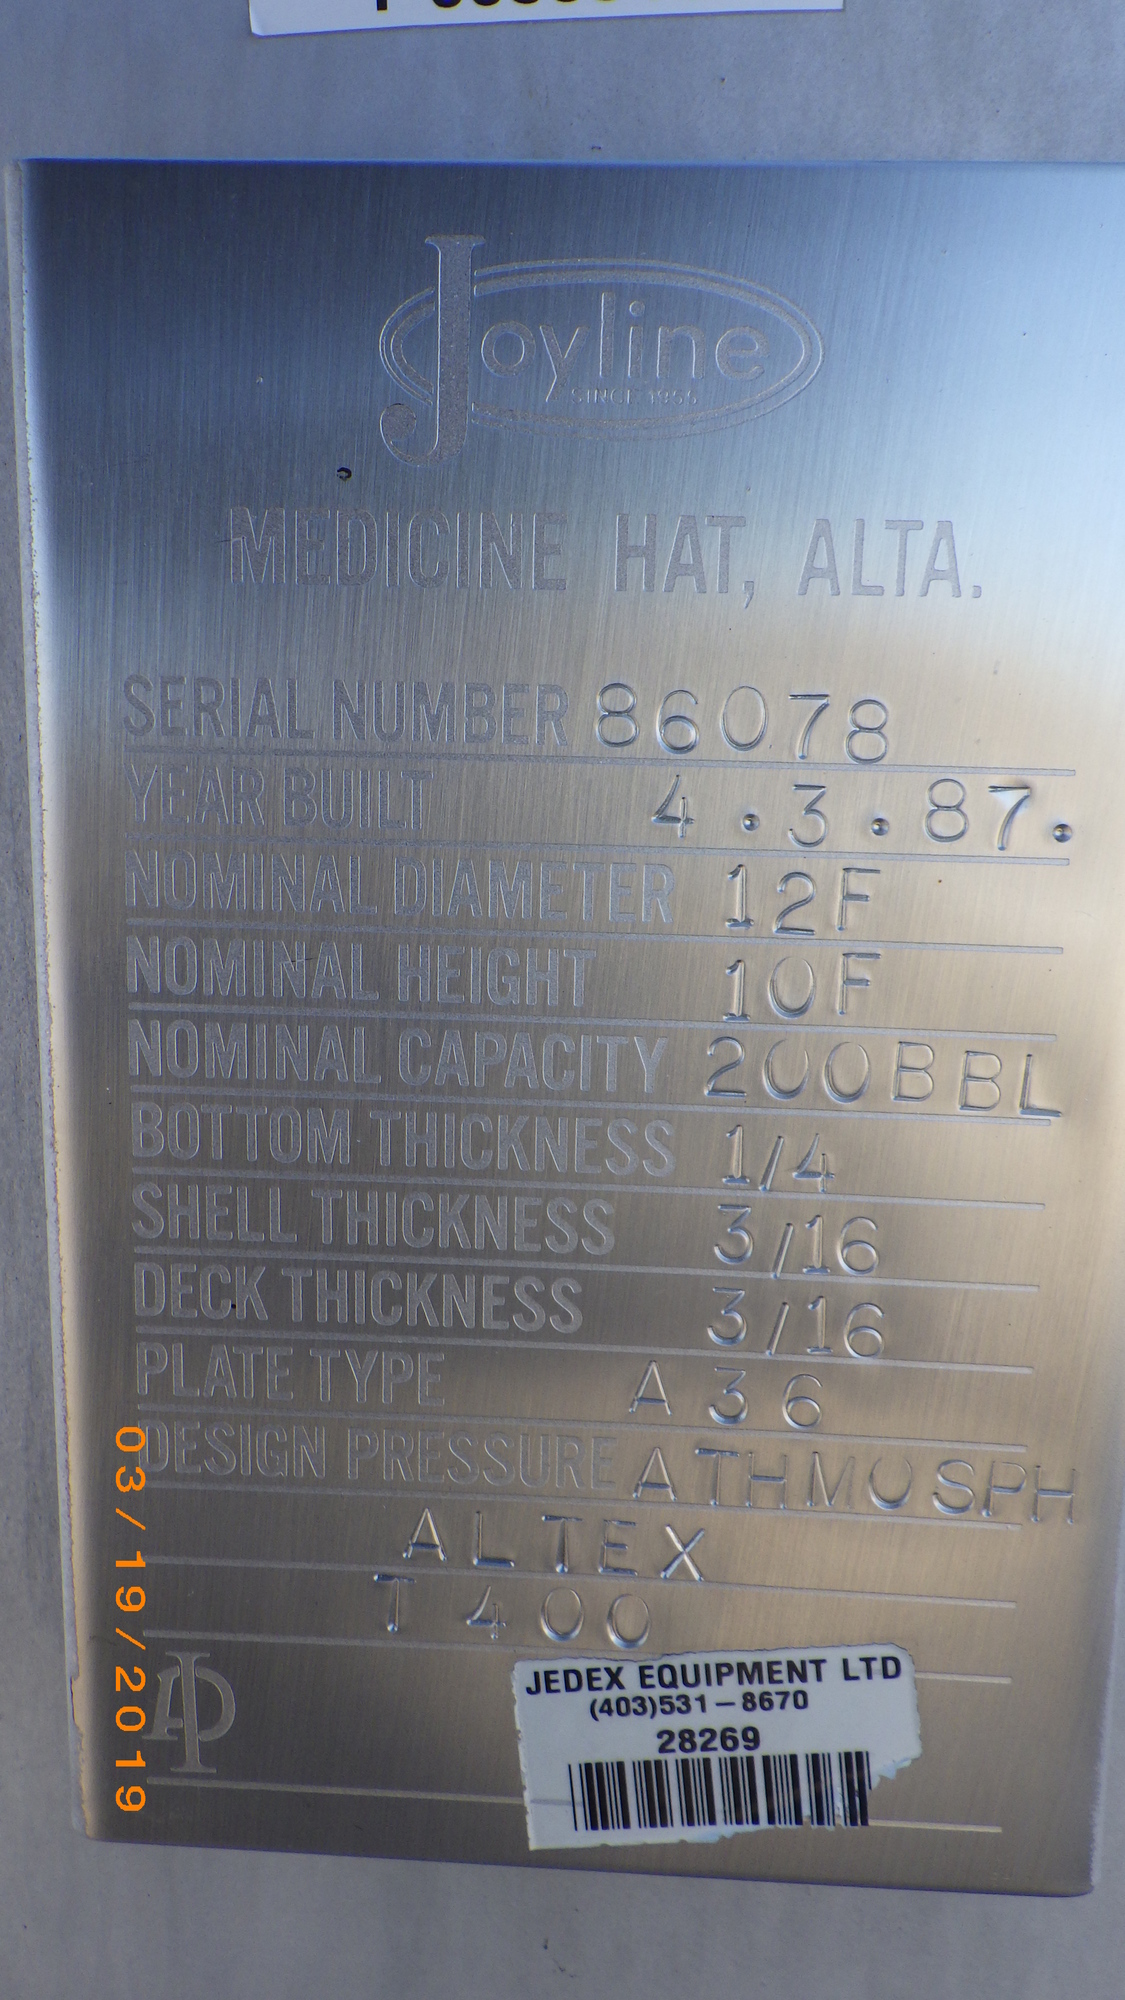 Joyline
SINCE 1955
MEDICINE HAT, ALTA.
SERIAL NUMBER 86078
YEAR BUILT 4.3.87.
NOMINAL DIAMETER 12F
NOMINAL HEIGHT 10F
NOMINAL CAPACITY 200BBL
BOTTOM THICKNESS 1/4
SHELL THICKNESS 3/16
DECK THICKNESS 3/16
PLATE TYPE A36
DESIGN PRESSURE ATHMOSPH
ALTEX
T400
JEDEX EQUIPMENT LTD
(403)531-8670
28269
03/19/2019